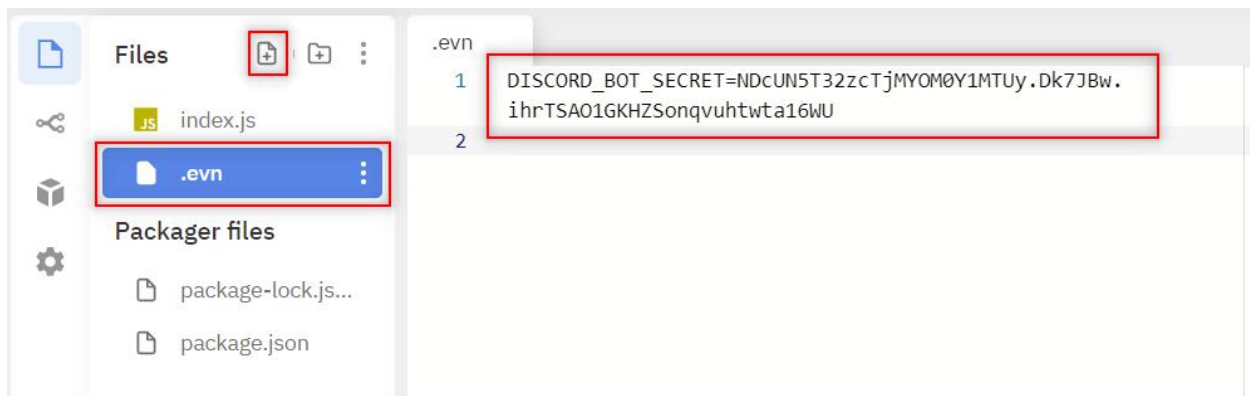 Files
JS index.js
.evn
Packager files
package-lock.js...
package.json
.evn
1 DISCORD_BOT_SECRET=NDcUN5T32zcTjMYOM0Y1MTUy.Dk7JBw.
ihrTSAO1GKHZSonqvuhtwta16WU
2